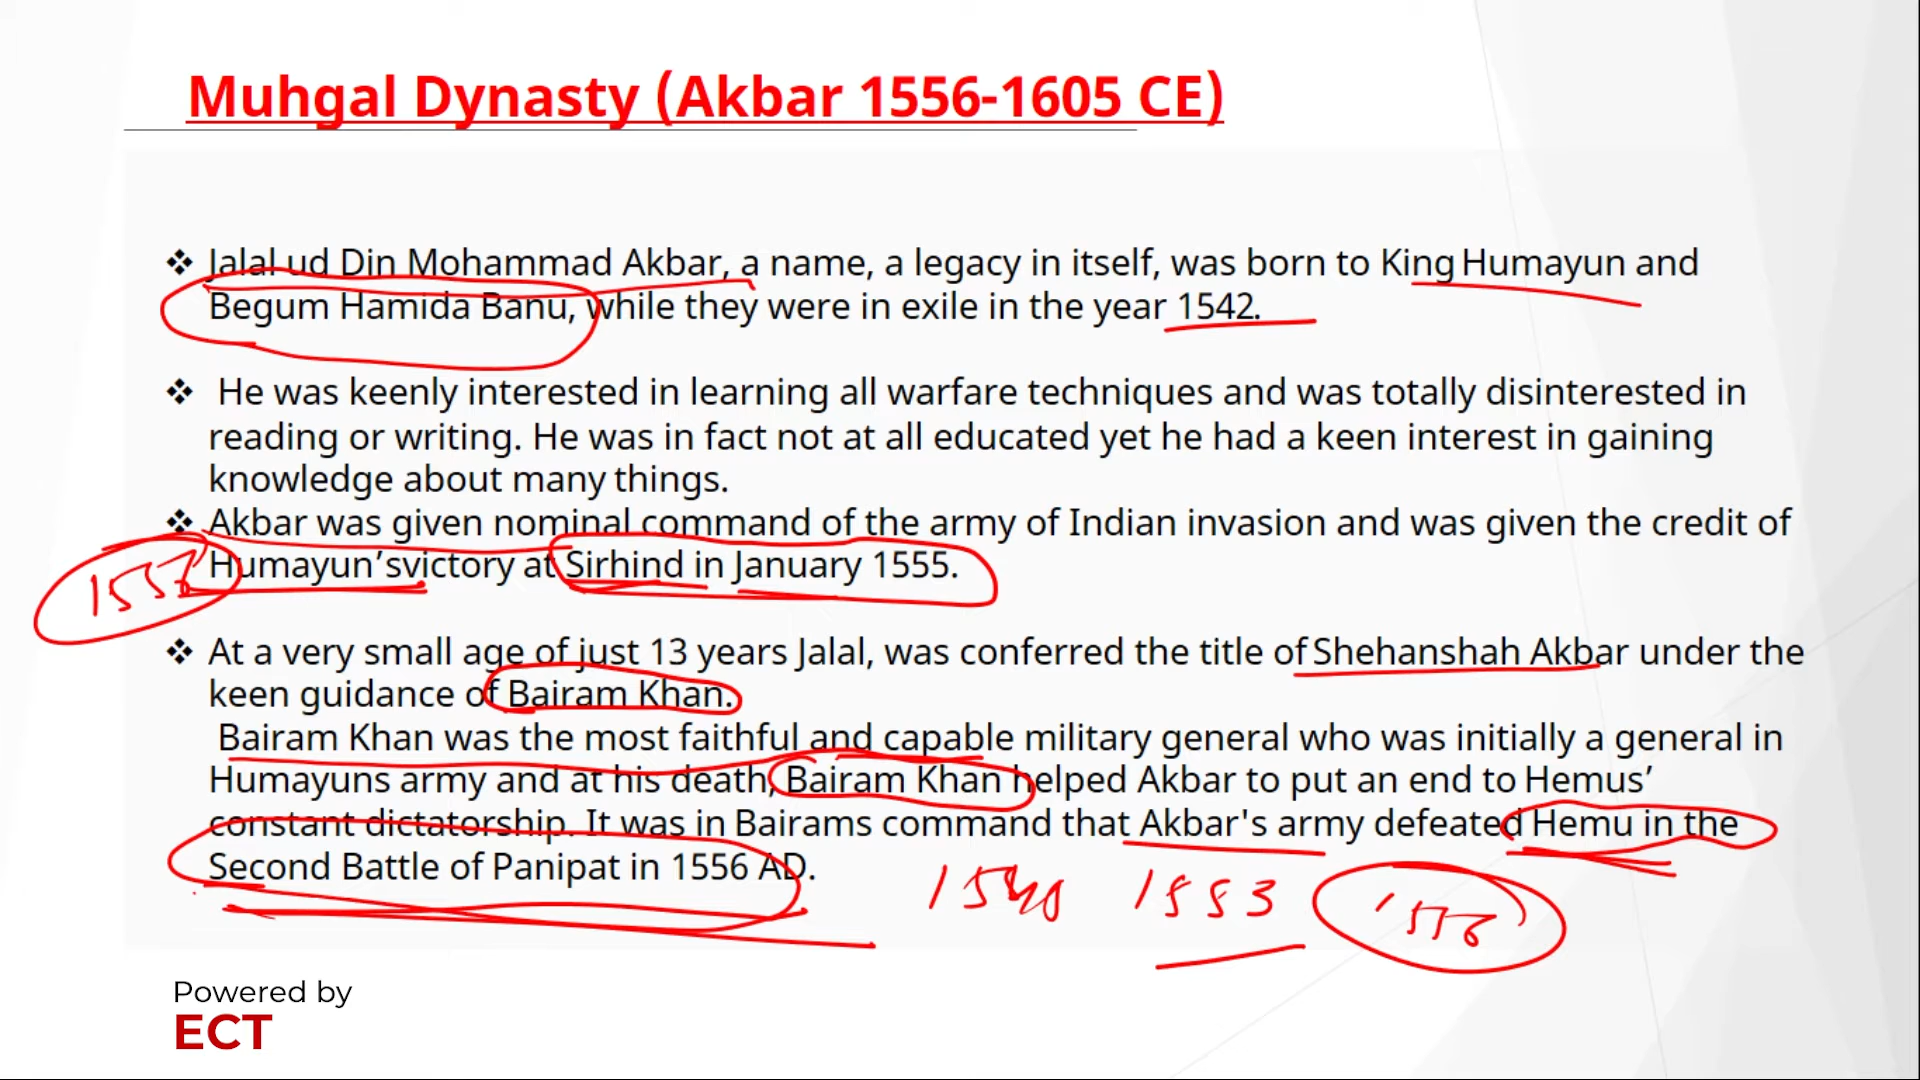 Muhgal Dynasty (Akbar 1556-1605 CE)
❖ Jalal ud Din Mohammad Akbar, a name, a legacy in itself, was born to King Humayun and
Begum Hamida Banu, while they were in exile in the year 1542.
❖ He was keenly interested in learning all warfare techniques and was totally disinterested in
reading or writing. He was in fact not at all educated yet he had a keen interest in gaining
knowledge about many things.
❖ Akbar was given nominal command of the army of Indian invasion and was given the credit of
Humayun’svictory at Sirhind in January 1555.
❖ At a very small age of just 13 years Jalal, was conferred the title of Shehanshah Akbar under the
keen guidance of Bairam Khan.
Bairam Khan was the most faithful and capable military general who was initially a general in
Humayuns army and at his death, Bairam Khan helped Akbar to put an end to Hemus’
constant dictatorship. It was in Bairams command that Akbar's army defeated Hemu in the
Second Battle of Panipat in 1556 AD.
1553
1556
Powered by
ECT